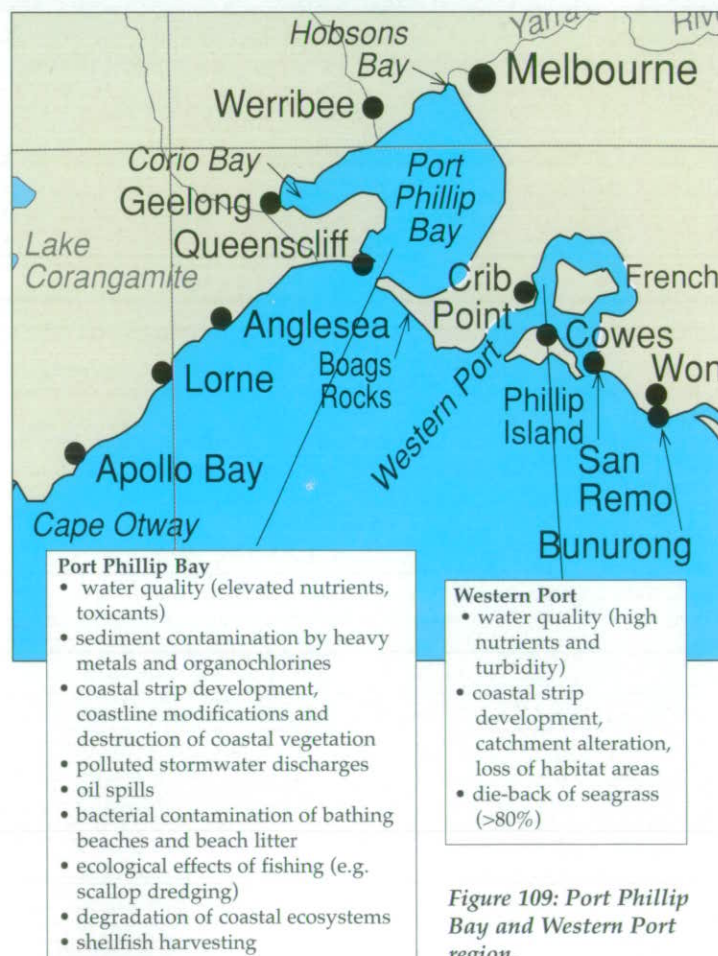 Yarra
Hobsons
Bay
Melbourne
Werribee
Corio Bay
Port
Phillip
Bay
Geelong
Queenscliff
Lake
Corangamite
Crib
Point
French
Anglesea
Cowes
Boags
Rocks
Lorne
Western Port
Phillip
Island
San
Remo
Apollo Bay
Cape Otway
Bunurong
Port Phillip Bay
• water quality (elevated nutrients,
toxicants)
• sediment contamination by heavy
metals and organochlorines
• coastal strip development,
coastline modifications and
destruction of coastal vegetation
• polluted stormwater discharges
• oil spills
• bacterial contamination of bathing
beaches and beach litter
• ecological effects of fishing (e.g.
scallop dredging)
• degradation of coastal ecosystems
• shellfish harvesting
Western Port
• water quality (high
nutrients and
turbidity)
• coastal strip
development,
catchment alteration,
loss of habitat areas
• die-back of seagrass
(>80%)
Figure 109: Port Phillip
Bay and Western Port
region